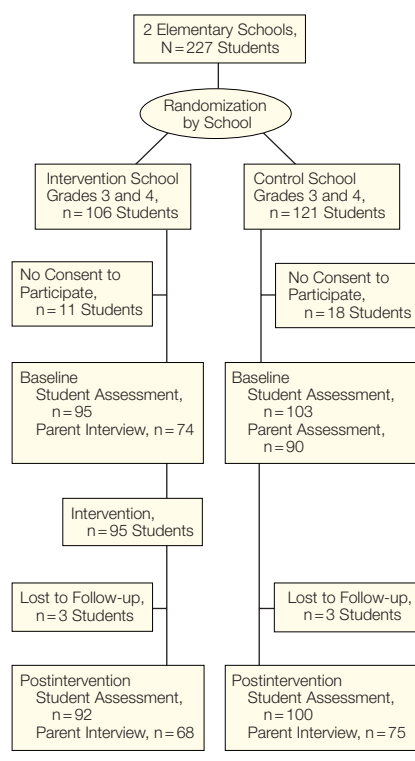 2 Elementary Schools,
N=227 Students
Randomization
by School
Intervention School
Grades 3 and 4,
n=106 Students
Control School
Grades 3 and 4,
n=121 Students
No Consent to
Participate,
n=11 Students
No Consent to
Participate,
n=18 Students
Baseline
Student Assessment,
n=95
Parent Interview, n=74
Baseline
Student Assessment,
n=103
Parent Assessment,
n=90
Intervention,
n=95 Students
Lost to Follow-up,
n=3 Students
Lost to Follow-up,
n=3 Students
Postintervention
Student Assessment,
n=92
Parent Interview, n=68
Postintervention
Student Assessment,
n=100
Parent Interview, n=75